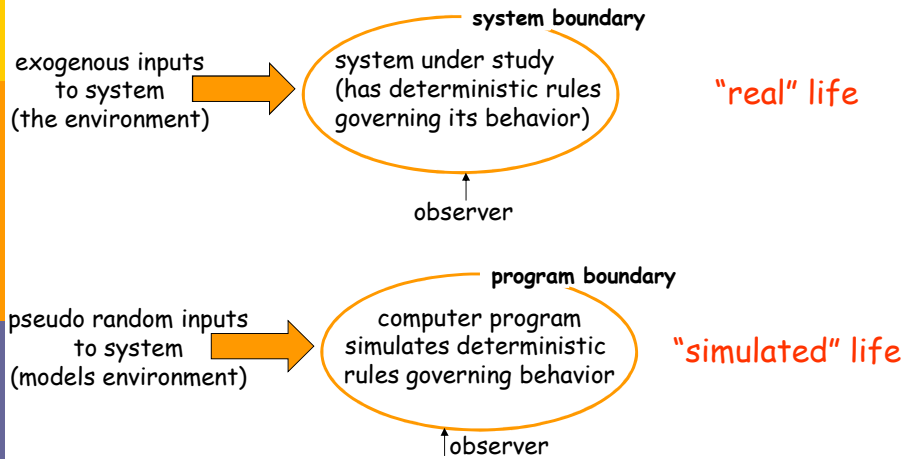 system boundary
exogenous inputs
to system
(the environment)
system under study
(has deterministic rules
governing its behavior)
“real” life
observer
program boundary
pseudo random inputs
to system
(models environment)
computer program
simulates deterministic
rules governing behavior
“simulated” life
observer